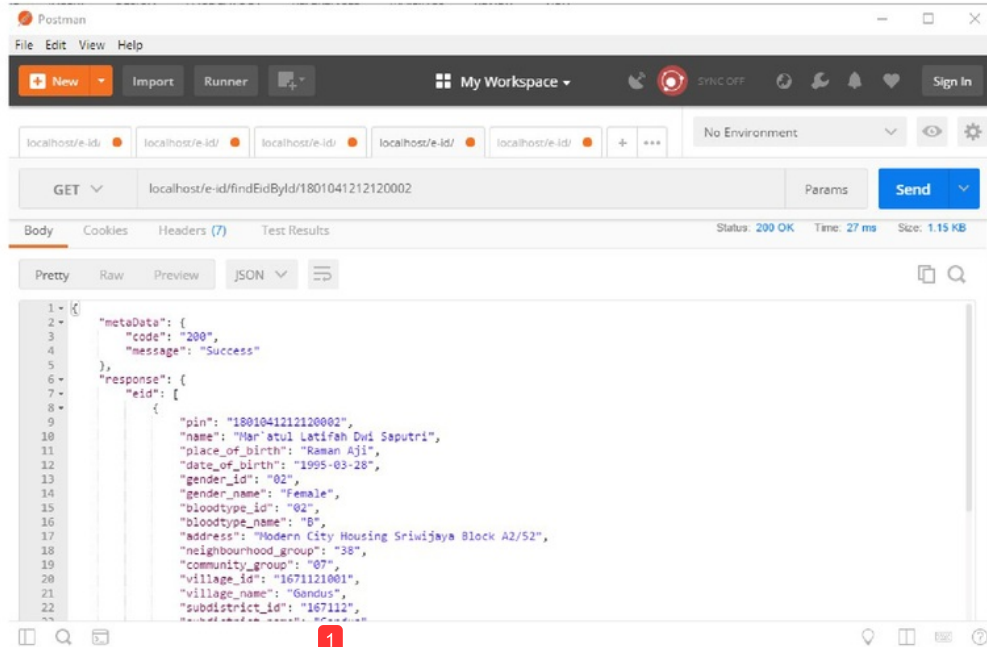 Postman
File Edit View Help
New Import Runner My Workspace SYNC OFF Sign In
localhost/e-id/ localhost/e-id/ localhost/e-id/ localhost/e-id/ localhost/e-id/ + ••• No Environment
GET localhost/e-id/findEidById/1801041212120002 Params Send
Body Cookies Headers (7) Test Results Status: 200 OK Time: 27 ms Size: 1.15 KB
Pretty Raw Preview JSON
1 {
2 "metaData": {
3 "code": "200",
4 "message": "Success"
5 },
6 "response": {
7 "eid": [
8 {
9 "pin": "1801041212120002",
10 "name": "Mar`atul Latifah Dwi Saputri",
11 "place_of_birth": "Raman Aji",
12 "date_of_birth": "1995-03-28",
13 "gender_id": "02",
14 "gender_name": "Female",
15 "bloodtype_id": "02",
16 "bloodtype_name": "B",
17 "address": "Modern City Housing Sriwijaya Block A2/52",
18 "neighbourhood_group": "38",
19 "community_group": "07",
20 "village_id": "1671121001",
21 "village_name": "Gandus",
22 "subdistrict_id": "167112",
1